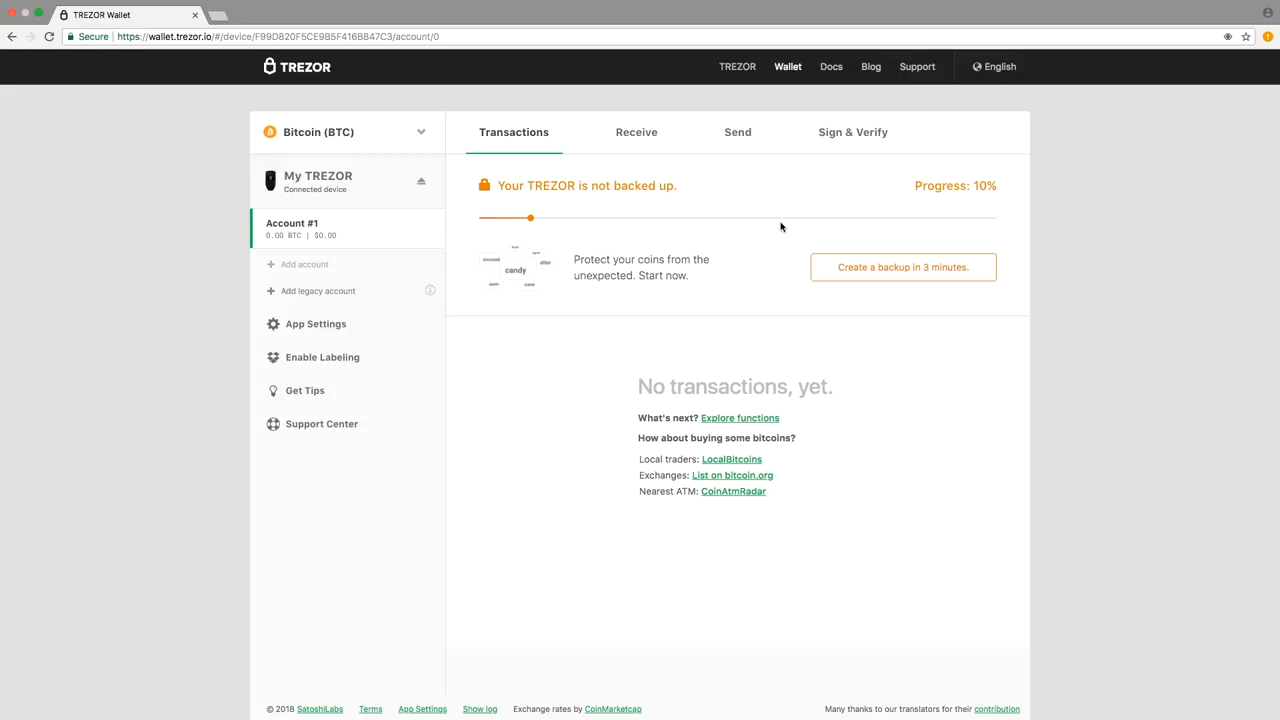 TREZOR Wallet
Secure | https://wallet.trezor.io/#/device/F99D820F5CE9B5F416B847C3/account/0
TREZOR
TREZOR Wallet Docs Blog Support English
Bitcoin (BTC)
Transactions Receive Send Sign & Verify
My TREZOR
Connected device
Account #1
0.00 BTC | $0.00
Add account
Add legacy account
App Settings
Enable Labeling
Get Tips
Support Center
Your TREZOR is not backed up.
Progress: 10%
candy
Protect your coins from the
unexpected. Start now.
Create a backup in 3 minutes.
No transactions, yet.
What's next? Explore functions
How about buying some bitcoins?
Local traders: LocalBitcoins
Exchanges: List on bitcoin.org
Nearest ATM: CoinAtmRadar
© 2018 SatoshiLabs Terms App Settings Show log Exchange rates by CoinMarketcap
Many thanks to our translators for their contribution